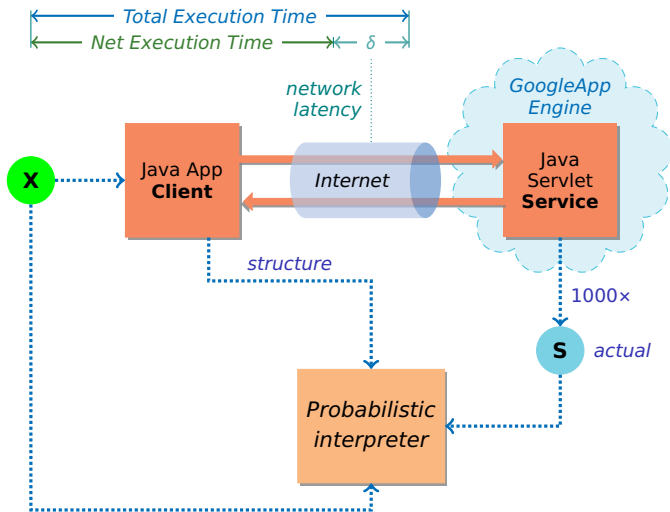 Total Execution Time
Net Execution Time
δ
network
latency
GoogleApp
Engine
X
Java App
Client
Internet
Java
Servlet
Service
structure
1000×
S
actual
Probabilistic
interpreter